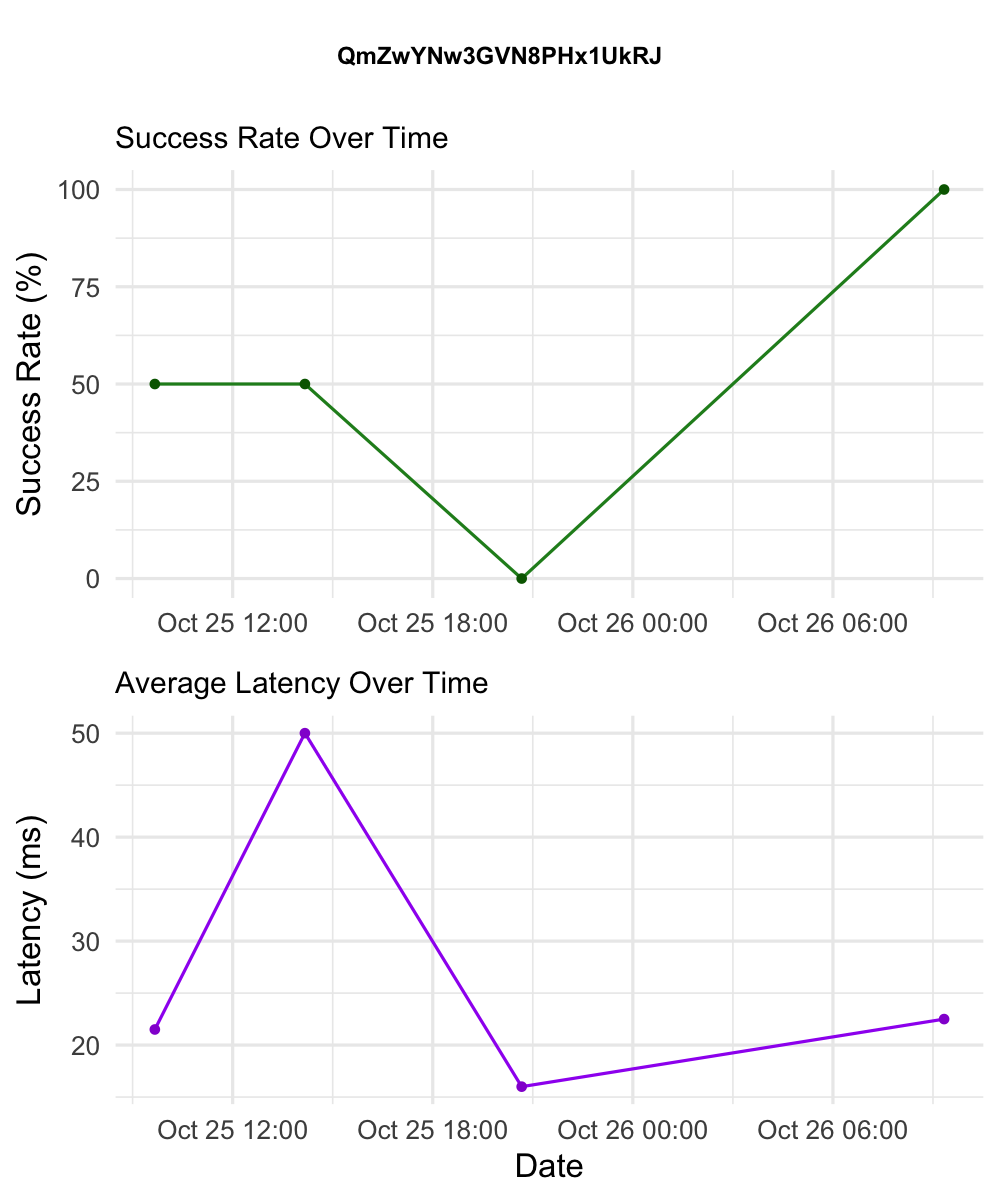 QmZwYNw3GVN8PHx1UkRJ
Success Rate Over Time
Success Rate (%)
100
75
50
25
0
Oct 25 12:00 Oct 25 18:00 Oct 26 00:00 Oct 26 06:00
Average Latency Over Time
Latency (ms)
50
40
30
20
Oct 25 12:00 Oct 25 18:00 Oct 26 00:00 Oct 26 06:00
Date